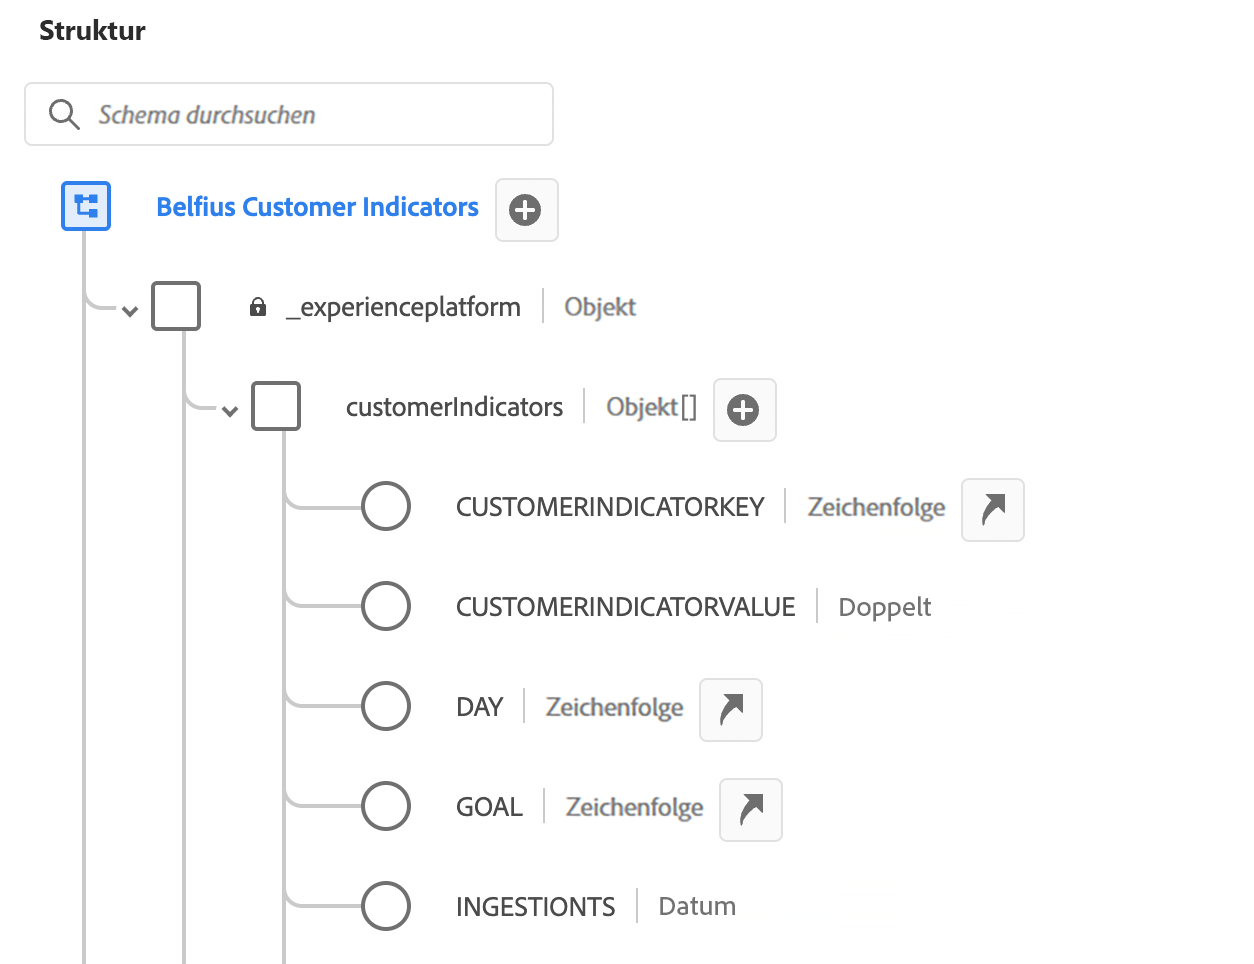 Struktur
Schema durchsuchen
Belfius Customer Indicators
_experienceplatform Objekt
customerIndicators Objekt[]
CUSTOMERINDICATORKEY Zeichenfolge
CUSTOMERINDICATORVALUE Doppelt
DAY Zeichenfolge
GOAL Zeichenfolge
INGESTIONTS Datum